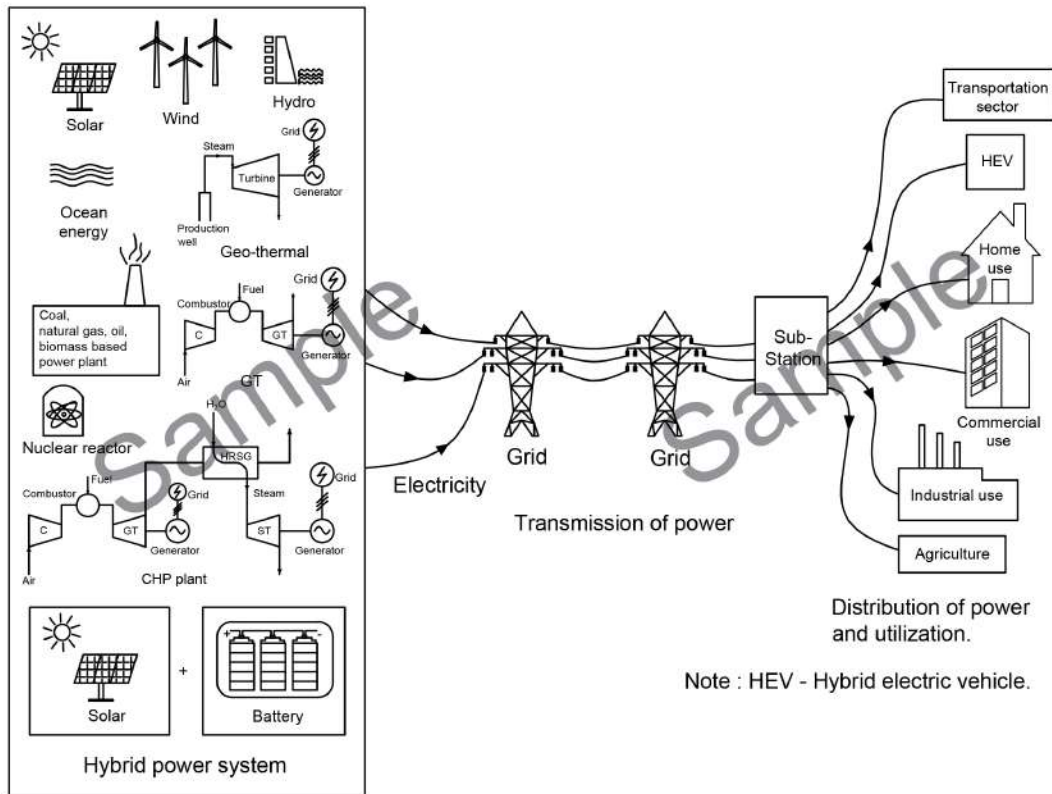 Solar
Wind
Hydro
Ocean
energy
Steam
Turbine
Grid
Generator
Production
well
Geo-thermal
Coal,
natural gas, oil,
biomass based
power plant
Combustor
Fuel
C
GT
Air
Grid
Generator
GT
Nuclear reactor
H₂O
HRSG
Steam
Combustor
Fuel
C
GT
Air
Grid
Generator
ST
Grid
Generator
CHP plant
Solar
+
+ -
Battery
Hybrid power system
Electricity
Grid
Grid
Transmission of power
Sub-
Station
Transportation
sector
HEV
Home
use
Commercial
use
Industrial use
Agriculture
Distribution of power
and utilization.
Note : HEV - Hybrid electric vehicle.
Sample
Sample